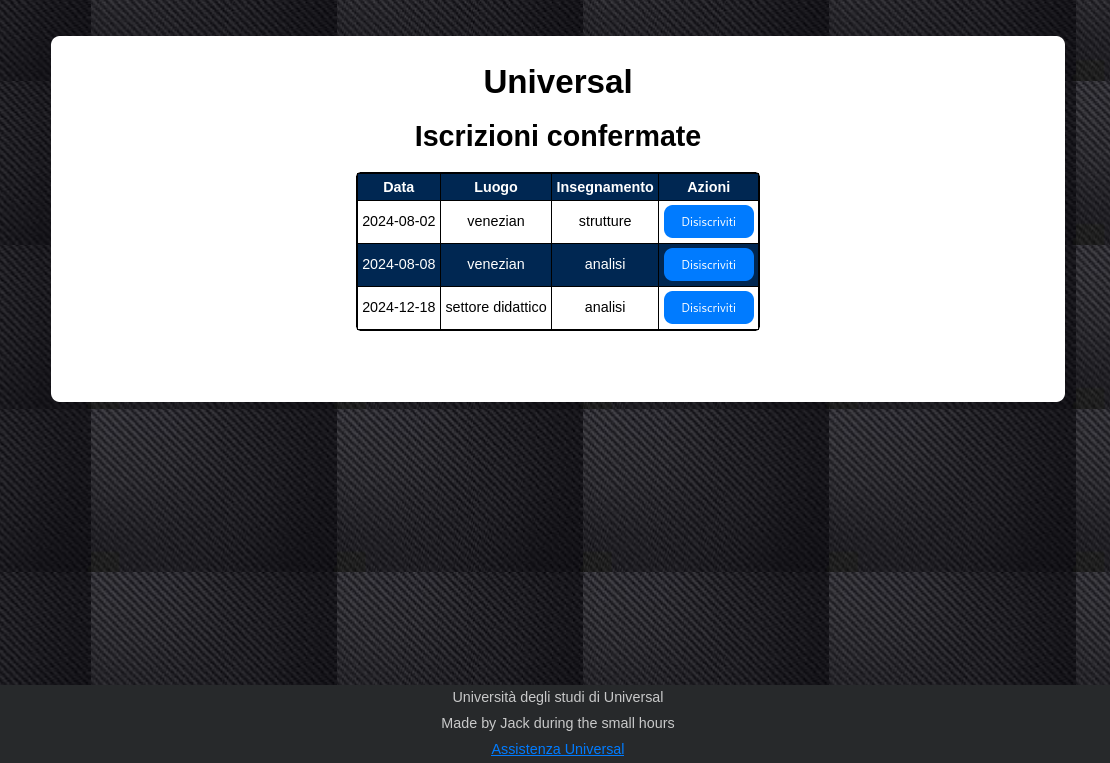 Universal
Iscrizioni confermate
Data Luogo Insegnamento Azioni
2024-08-02 venezian strutture Disiscriviti
2024-08-08 venezian analisi Disiscriviti
2024-12-18 settore didattico analisi Disiscriviti
Università degli studi di Universal
Made by Jack during the small hours
Assistenza Universal